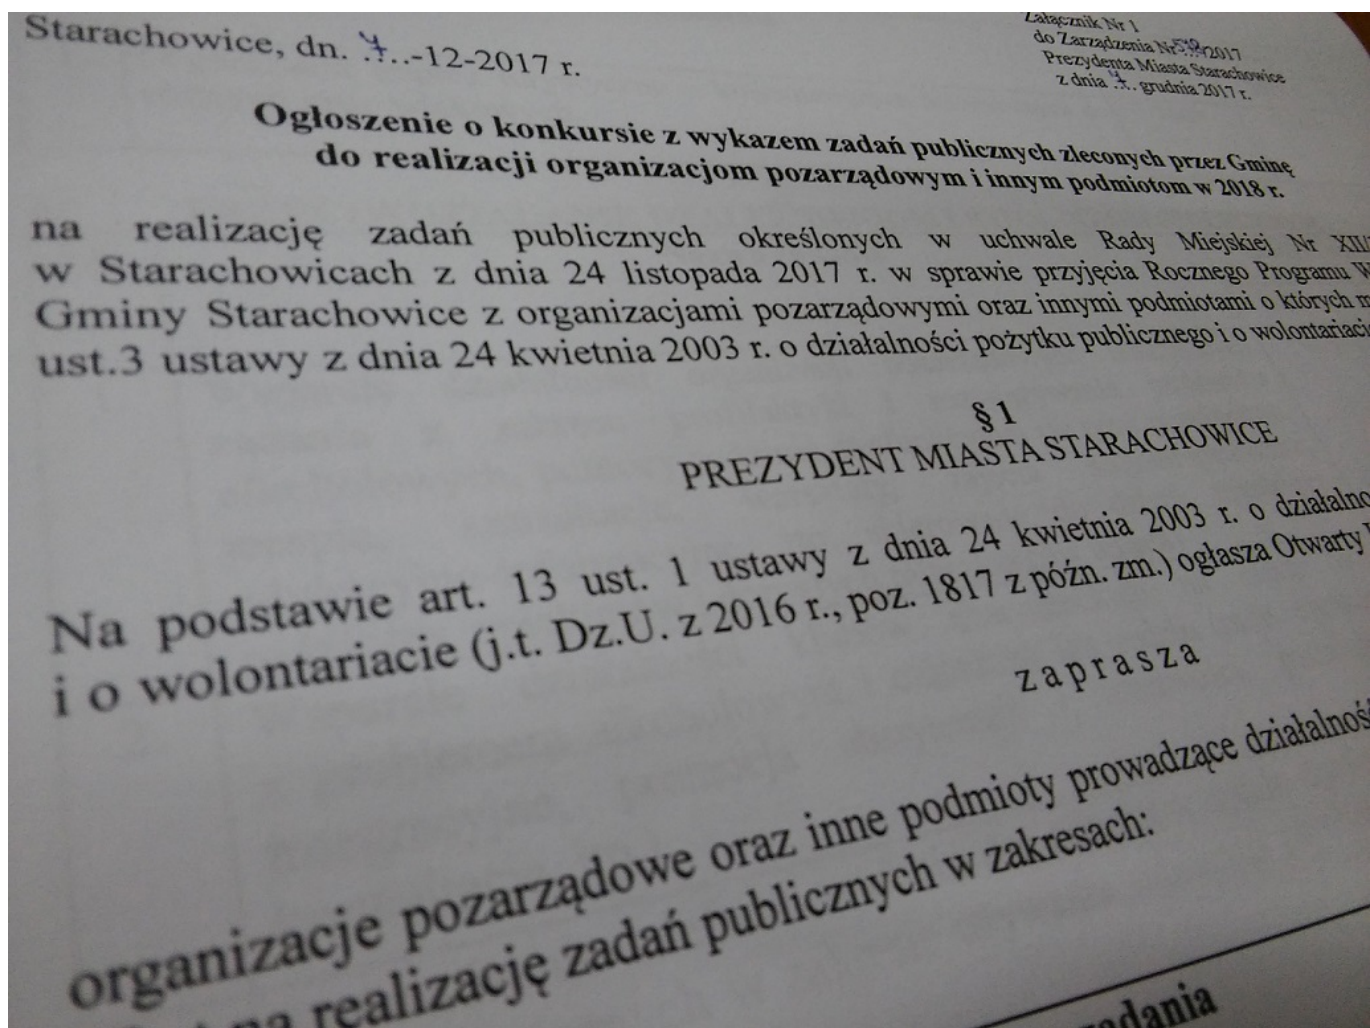 Starachowice, dn. 7..-12-2017 r.
Załącznik Nr 1
do Zarządzenia Nr 2017
Prezydenta Miasta Starachowice
z dnia .7.. grudnia 2017 r.
Ogłoszenie o konkursie z wykazem zadań publicznych zleconych przez Gminę
do realizacji organizacjom pozarządowym i innym podmiotom w 2018 r.
na realizację zadań publicznych określonych w uchwale Rady Miejskiej Nr
w Starachowicach z dnia 24 listopada 2017 r. w sprawie przyjęcia Rocznego Programu
Gminy Starachowice z organizacjami pozarządowymi oraz innymi podmiotami o których
ust.3 ustawy z dnia 24 kwietnia 2003 r. o działalności pożytku publicznego i o
§ 1
PREZYDENT MIASTA STARACHOWICE
Na podstawie art. 13 ust. 1 ustawy z dnia 24 kwietnia 2003 r. o
i o wolontariacie (j.t. Dz.U. z 2016 r., poz. 1817 z późn. zm.) ogłasza Otwarty
zaprasza
organizacje pozarządowe oraz inne podmioty prowadzące
na realizację zadań publicznych w zakresach: